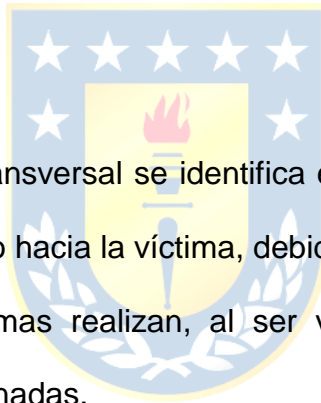 ansversal se identifica
o hacia la víctima, debid
mas realizan, al ser v
nadas.